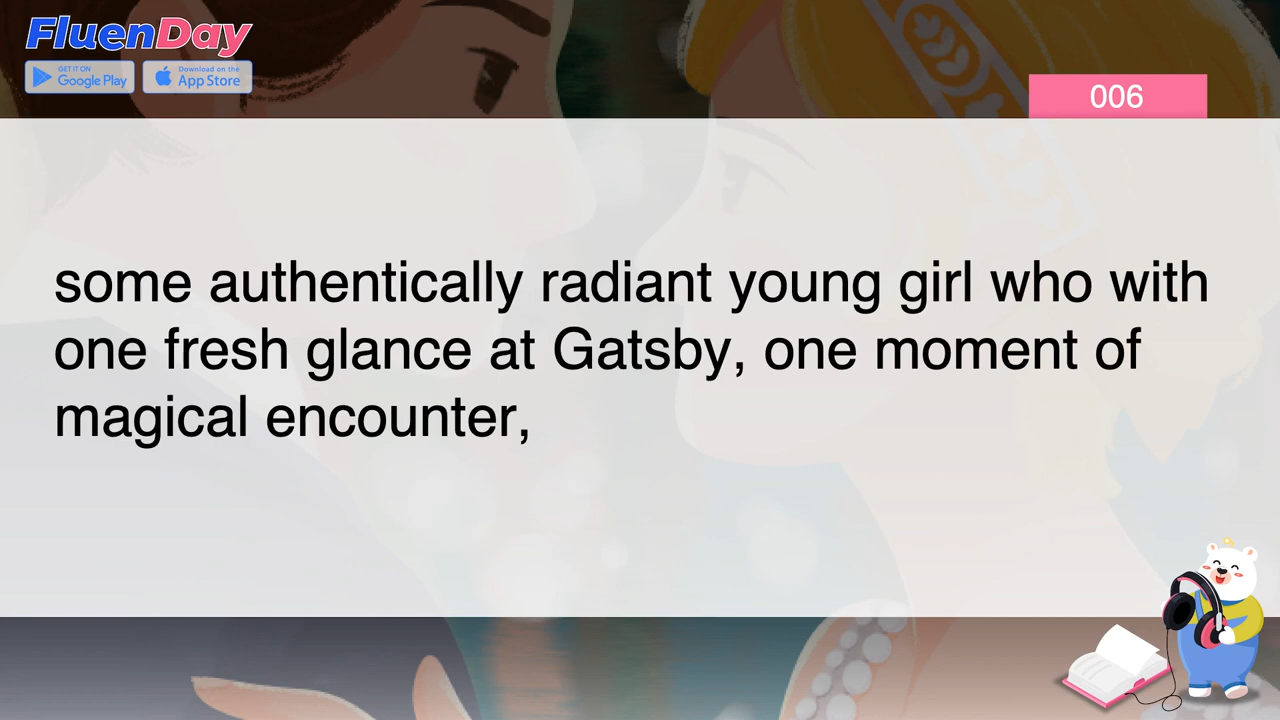 FluenDay
GET IT ON
Google Play
Download on the
App Store
006
some authentically radiant young girl who with
one fresh glance at Gatsby, one moment of
magical encounter,